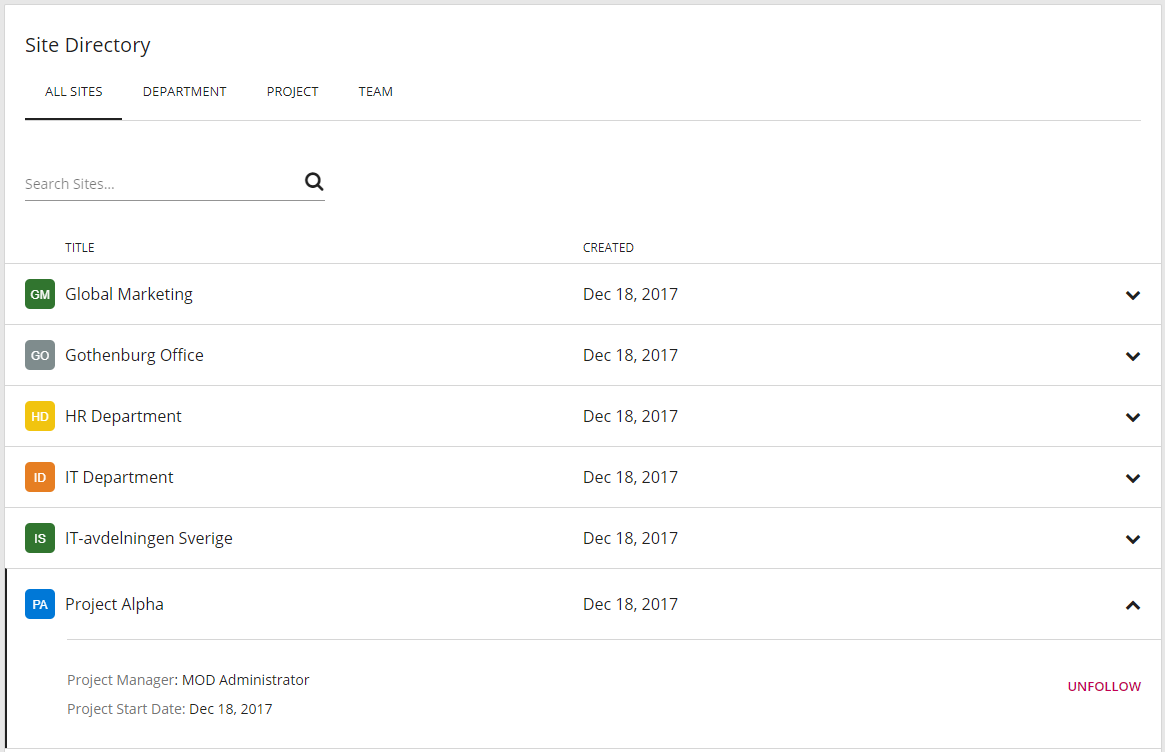 Site Directory
ALL SITES DEPARTMENT PROJECT TEAM
Search Sites...
TITLE CREATED
GM Global Marketing Dec 18, 2017
GO Gothenburg Office Dec 18, 2017
HD HR Department Dec 18, 2017
ID IT Department Dec 18, 2017
IS IT-avdelningen Sverige Dec 18, 2017
PA Project Alpha Dec 18, 2017
Project Manager: MOD Administrator
UNFOLLOW
Project Start Date: Dec 18, 2017